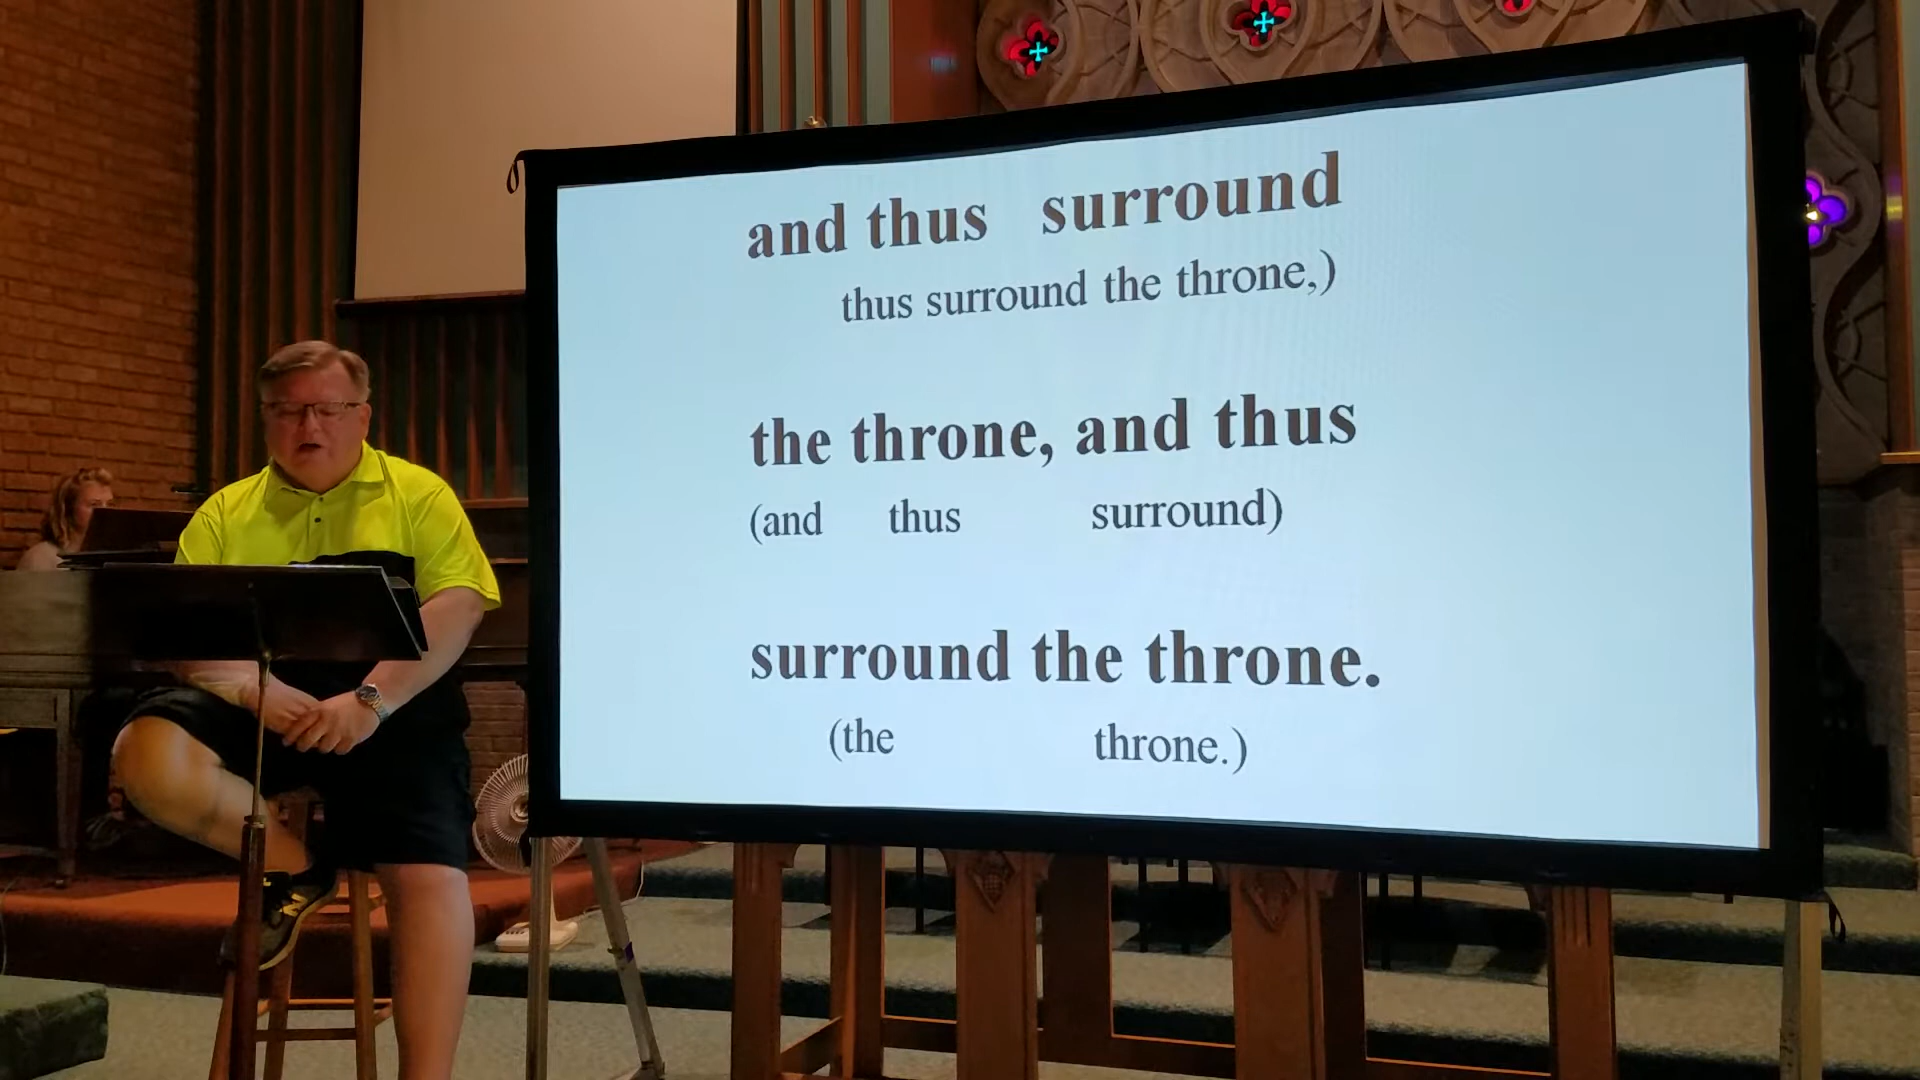 and thus surround
thus surround the throne,)
the throne, and thus
(and thus surround)
surround the throne.
(the throne.)
N